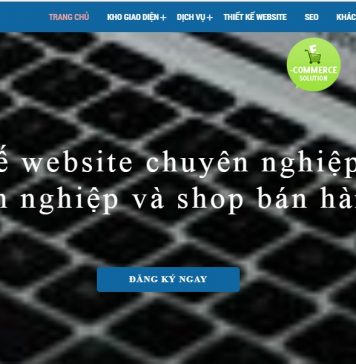 TRANG CHỦ KHO GIAO DIỆN+ DỊCH VỤ+ THIẾT KẾ WEBSITE SEO KHÁC
E
-COMMERCE
SOLUTION
ế website chuyên nghiệp
n nghiệp và shop bán hà
ĐĂNG KÝ NGAY